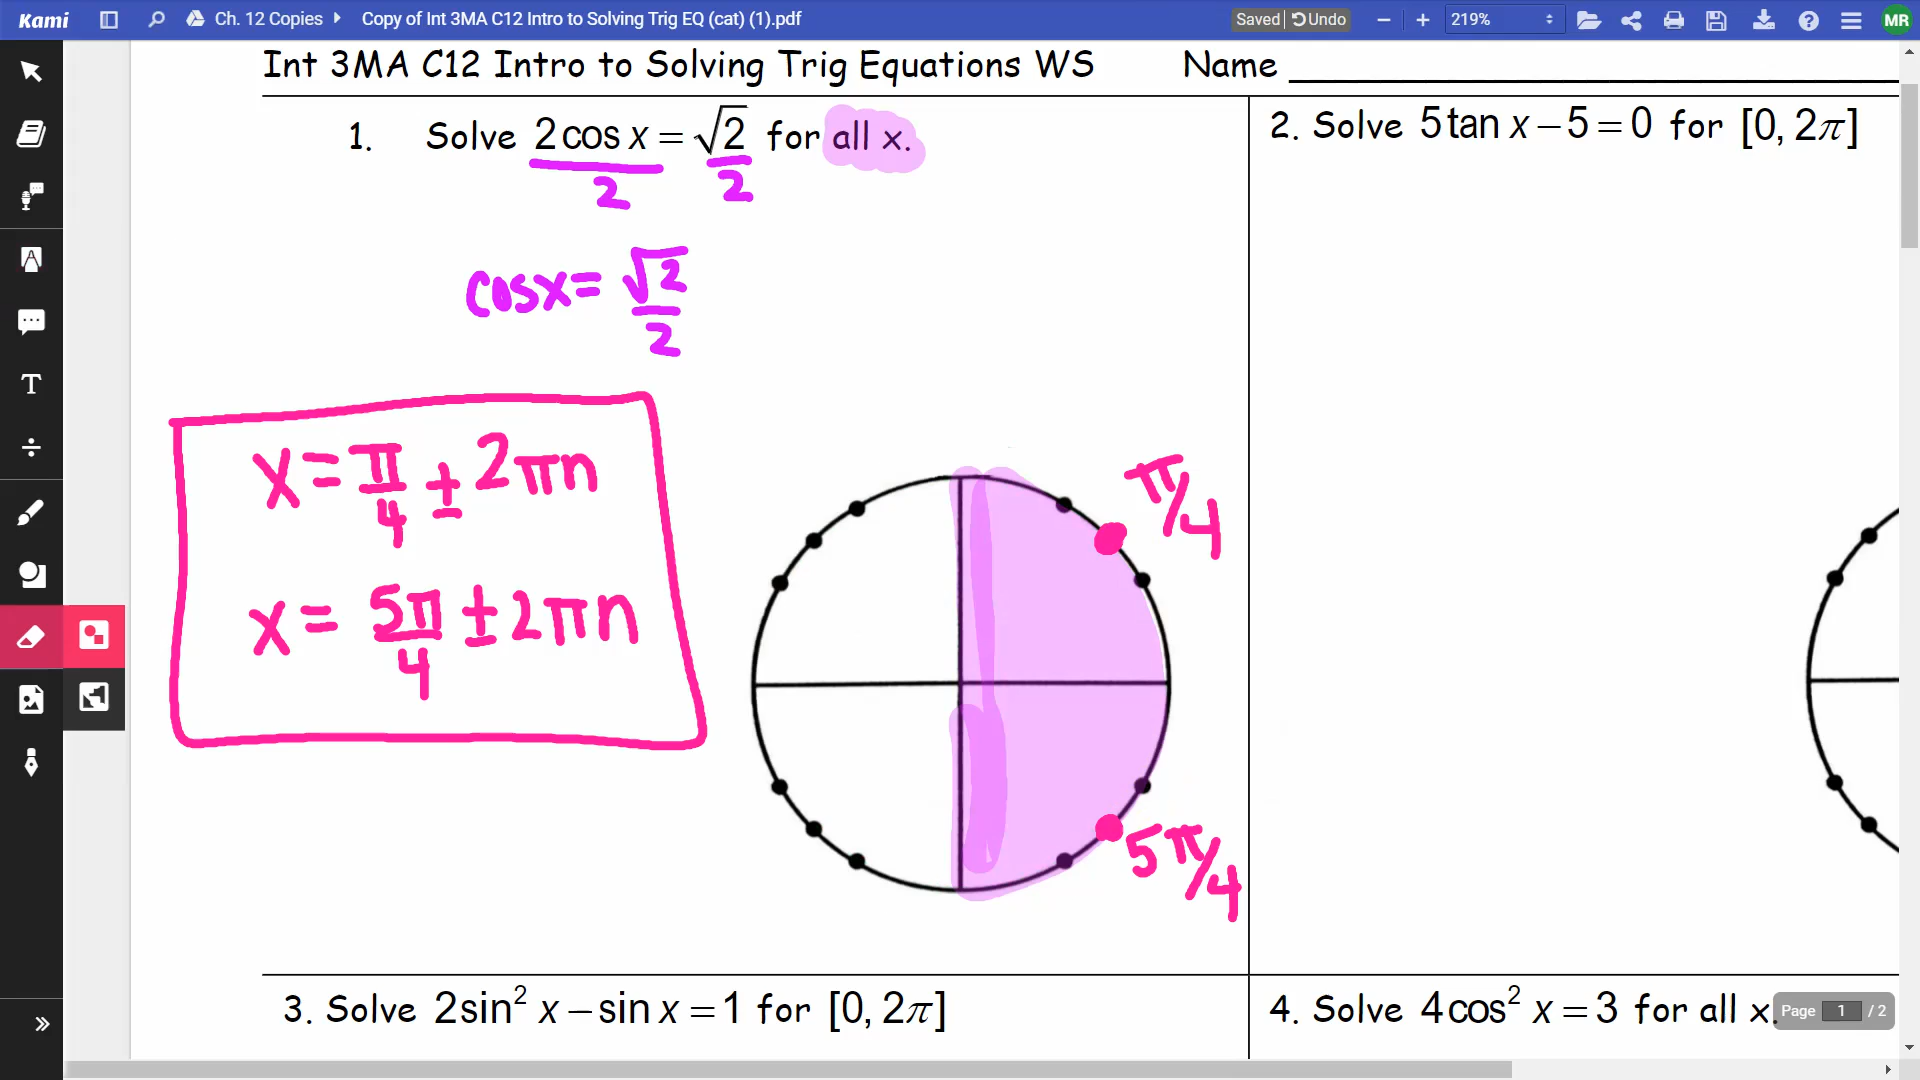 Kami Ch. 12 Copies Copy of Int 3MA C12 Intro to Solving Trig EQ (cat) (1).pdf Saved Undo 219% MR
Int 3MA C12 Intro to Solving Trig Equations WS Name
1. Solve 2cos x = √2 for all x.
2 2
cosx = √2/2
x = π/4 ± 2πn
x = 5π/4 ± 2πn
π/4
5π/4
2. Solve 5tan x – 5 = 0 for [0, 2π]
3. Solve 2sin² x – sin x = 1 for [0, 2π]
4. Solve 4cos² x = 3 for all x.
Page 1 / 2